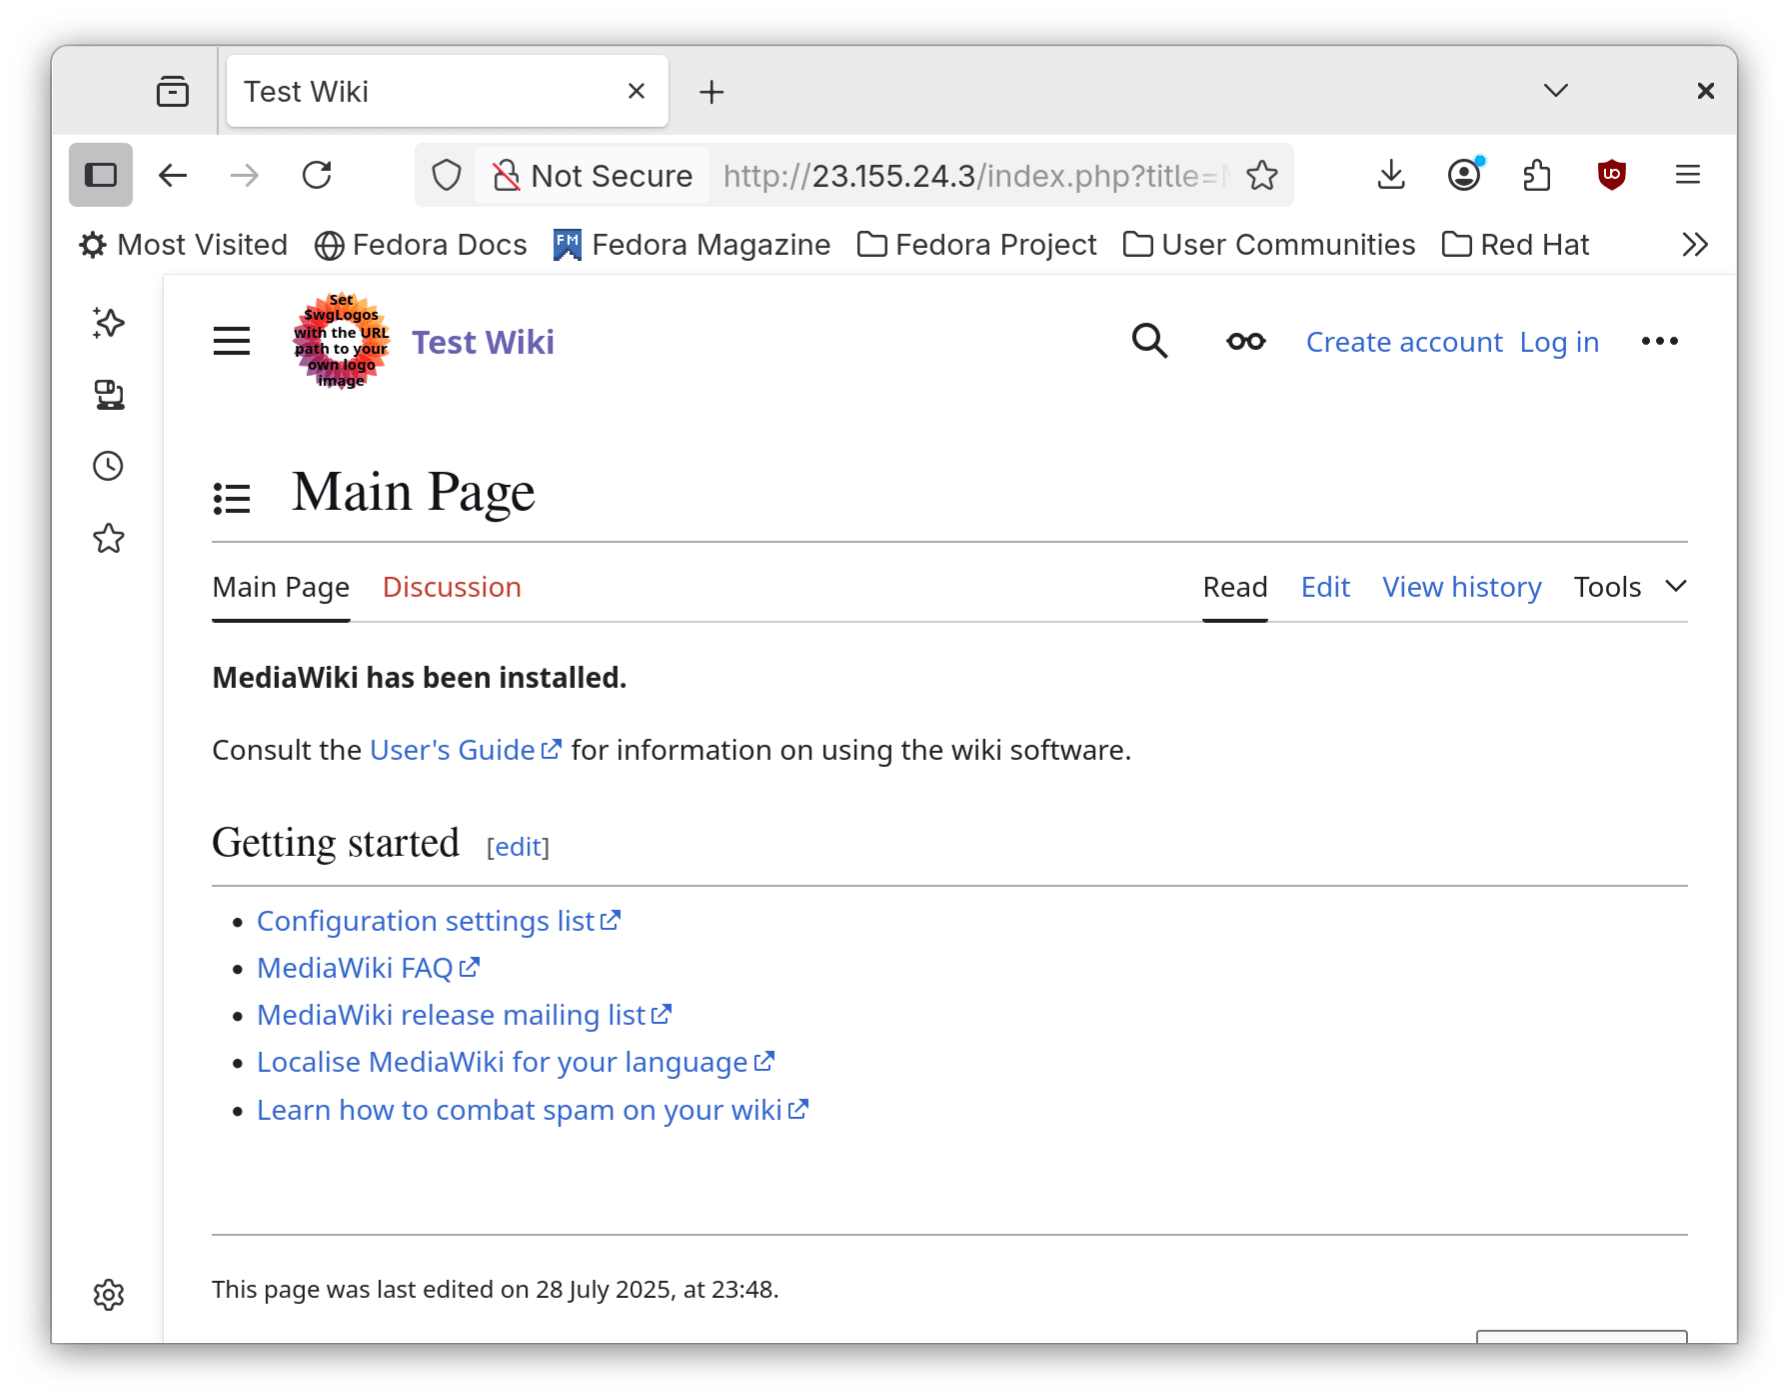 Test Wiki
Not Secure http://23.155.24.3/index.php?title=
Most Visited Fedora Docs FM Fedora Magazine Fedora Project User Communities Red Hat
Set
$wgLogos
with the URL
path to your
own logo
image
Test Wiki Create account Log in
Main Page
Main Page Discussion Read Edit View history Tools
MediaWiki has been installed.
Consult the User's Guide for information on using the wiki software.
Getting started [edit]
Configuration settings list
MediaWiki FAQ
MediaWiki release mailing list
Localise MediaWiki for your language
Learn how to combat spam on your wiki
This page was last edited on 28 July 2025, at 23:48.